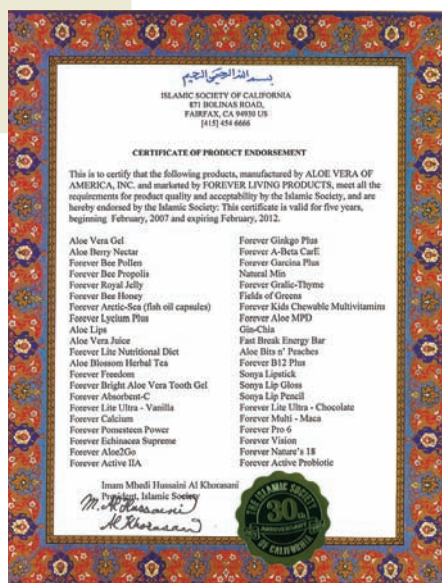 بسم الله الرحمن الرحيم
ISLAMIC SOCIETY OF CALIFORNIA
871 BOLINAS ROAD,
FAIRFAX, CA 94930 US
[415] 454 6666
CERTIFICATE OF PRODUCT ENDORSEMENT
This is to certify that the following products, manufactured by ALOE VERA OF
AMERICA, INC. and marketed by FOREVER LIVING PRODUCTS, meet all the
requirements for product quality and acceptability by the Islamic Society, and are
hereby endorsed by the Islamic Society: This certificate is valid for five years,
beginning February, 2007 and expiring February, 2012.
Aloe Vera Gel
Aloe Berry Nectar
Forever Bee Pollen
Forever Bee Propolis
Forever Royal Jelly
Forever Bee Honey
Forever Arctic-Sea (fish oil capsules)
Forever Lycium Plus
Aloe Lips
Aloe Vera Juice
Forever Lite Nutritional Diet
Aloe Blossom Herbal Tea
Forever Freedom
Forever Bright Aloe Vera Tooth Gel
Forever Absorbent-C
Forever Lite Ultra - Vanilla
Forever Calcium
Forever Pomesteen Power
Forever Echinacea Supreme
Forever Aloe2Go
Forever Active HA
Forever Ginkgo Plus
Forever A-Beta CarE
Forever Garcina Plus
Natural Min
Forever Gralic-Thyme
Fields of Greens
Forever Kids Chewable Multivitamins
Forever Aloe MPD
Gin-Chia
Fast Break Energy Bar
Aloe Bits n' Peaches
Forever B12 Plus
Sonya Lipstick
Sonya Lip Gloss
Sonya Lip Pencil
Forever Lite Ultra - Chocolate
Forever Multi - Maca
Forever Pro 6
Forever Vision
Forever Nature's 18
Forever Active Probiotic
Imam Mhedi Hussaini Al Khorasani
President, Islamic Society
M. Al Hussaini
Al Khorasani
THE ISLAMIC SOCIETY
30th
ANNIVERSARY
OF CALIFORNIA